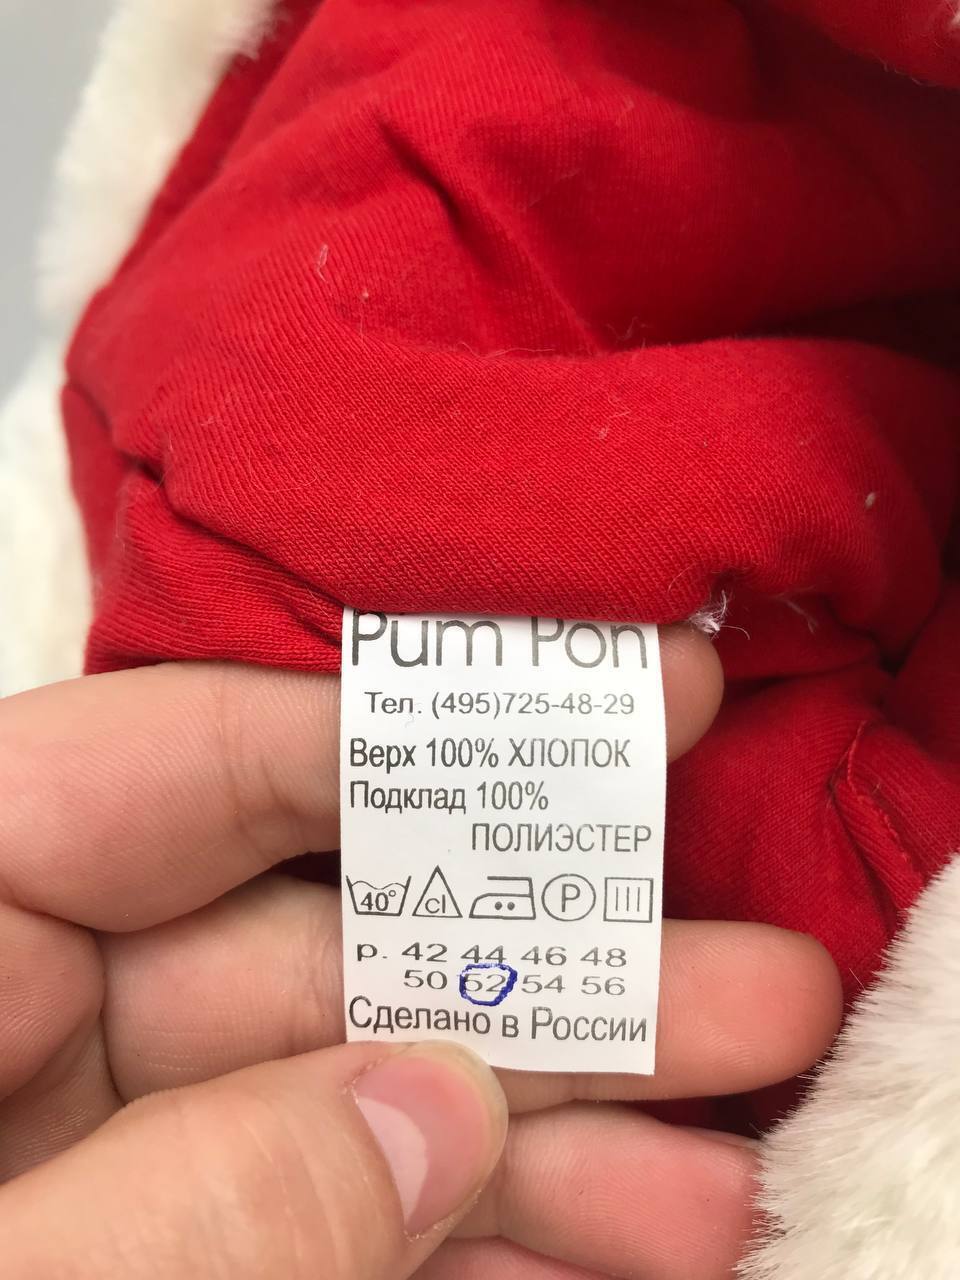 Pum Pon
Тел. (495)725-48-29
Верх 100% ХЛОПОК
Подклад 100%
ПОЛИЭСТЕР
40° cl P
р. 42 44 46 48
50 52 54 56
Сделано в России